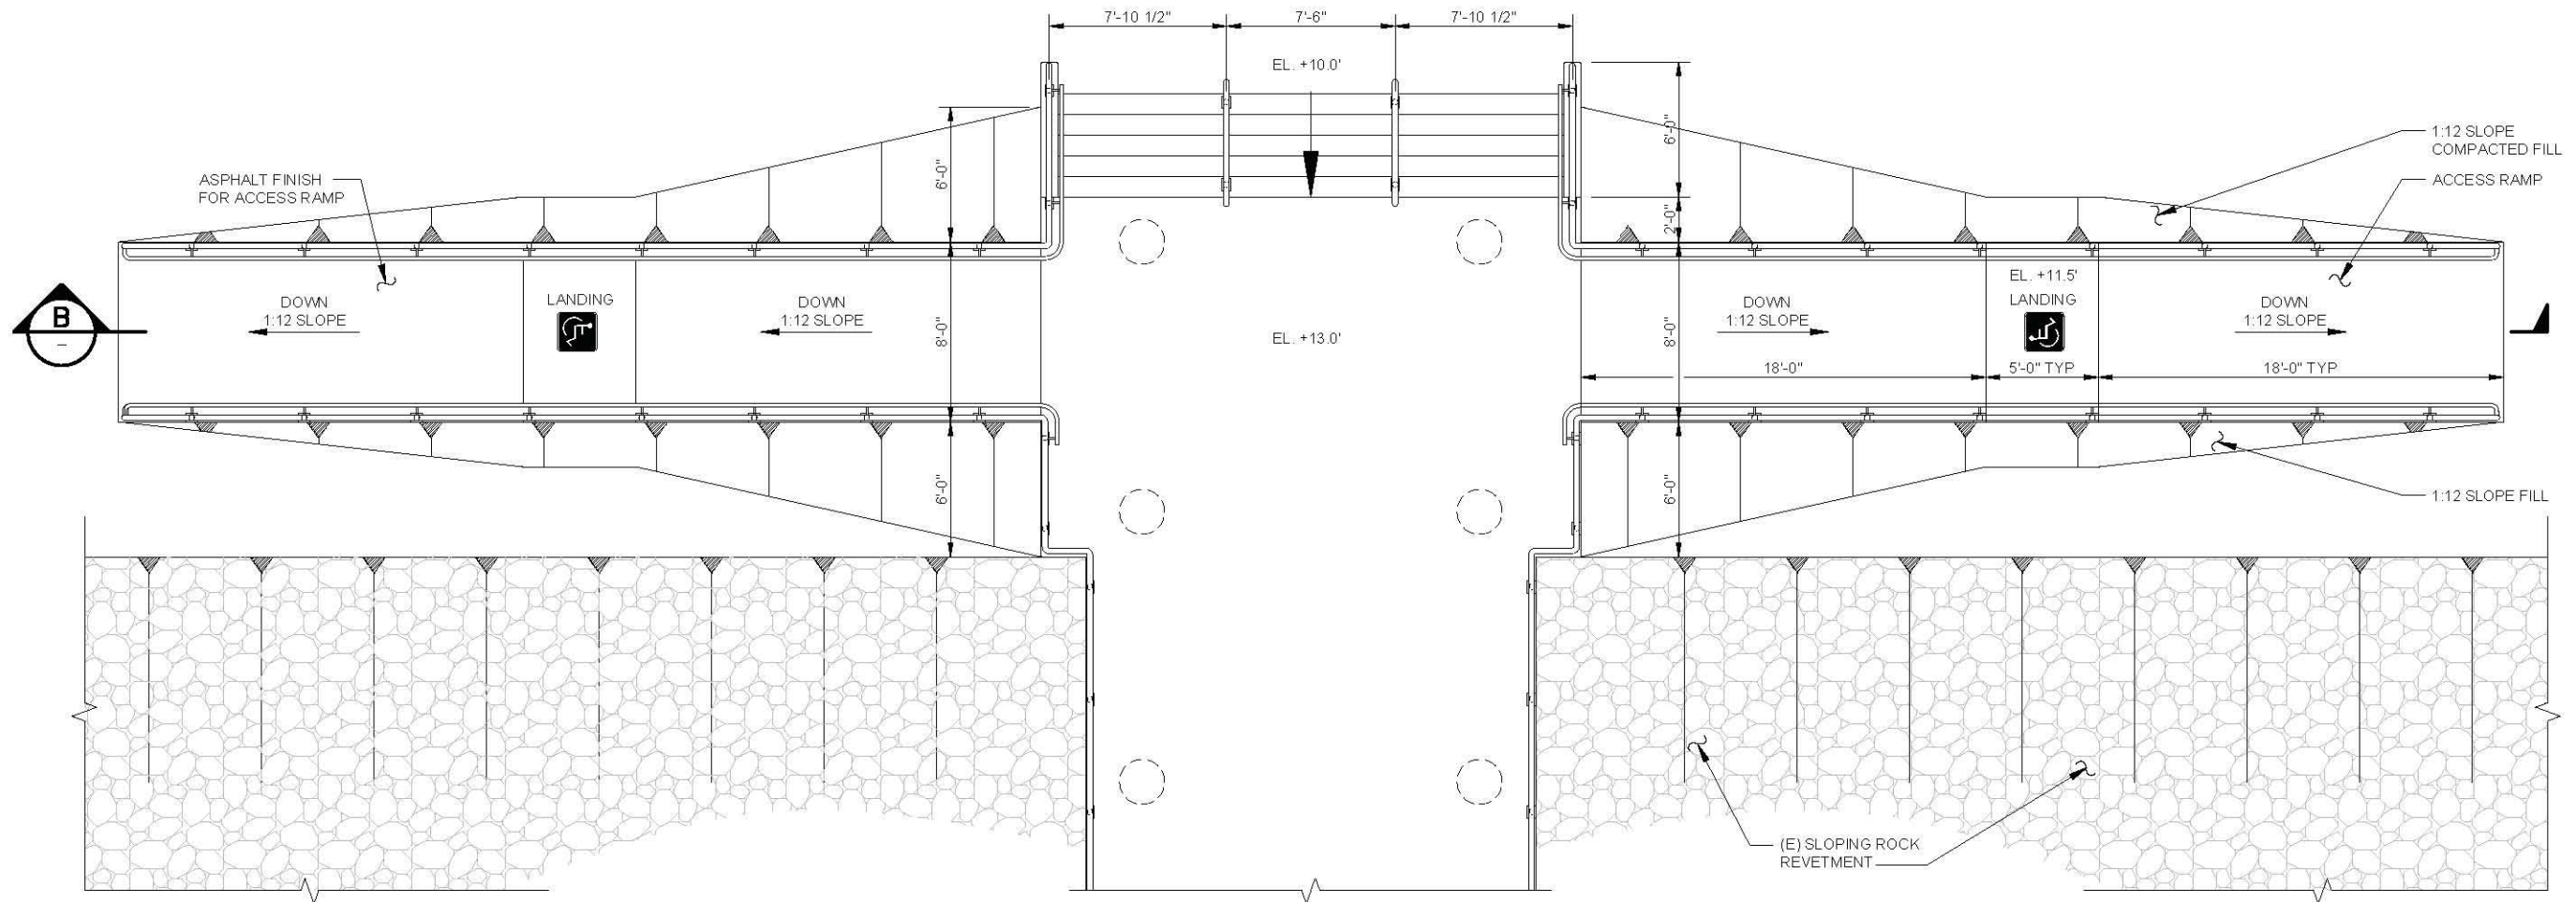 7'-10 1/2"
7'-6"
7'-10 1/2"
EL. +10.0'
6'-0"
6'-0"
2'-0"
1:12 SLOPE
COMPACTED FILL
ACCESS RAMP
ASPHALT FINISH
FOR ACCESS RAMP
B
-
DOWN
1:12 SLOPE
LANDING
DOWN
1:12 SLOPE
8'-0"
EL. +13.0'
8'-0"
DOWN
1:12 SLOPE
EL. +11.5'
LANDING
DOWN
1:12 SLOPE
18'-0"
5'-0" TYP
18'-0" TYP
6'-0"
6'-0"
1:12 SLOPE FILL
(E) SLOPING ROCK
REVETMENT